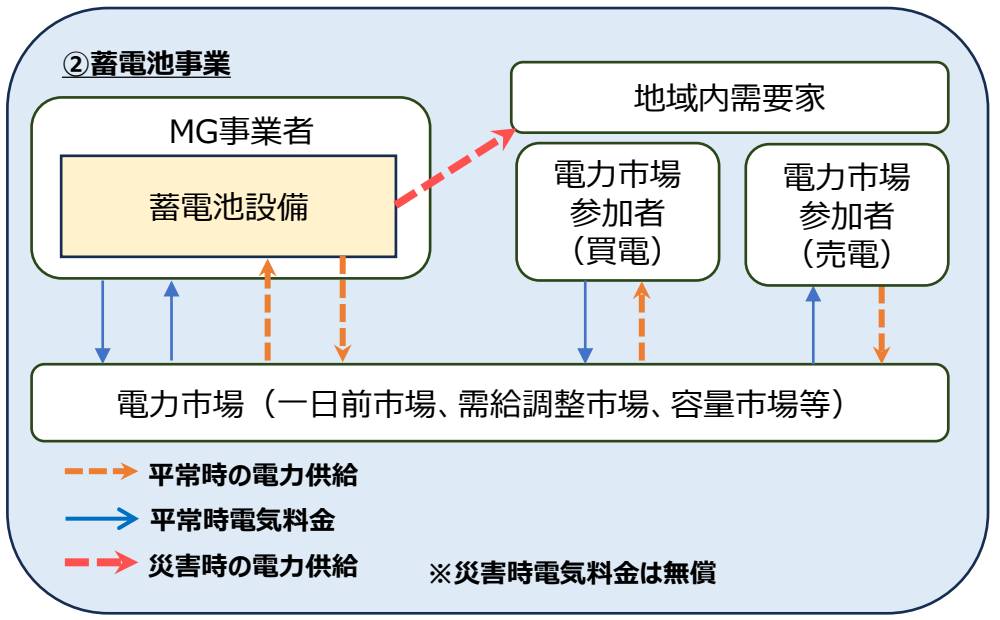 ②蓄電池事業
地域内需要家
MG事業者
蓄電池設備
電力市場
参加者
（買電）
電力市場
参加者
（売電）
電力市場（一日前市場、需給調整市場、容量市場等）
平常時の電力供給
平常時電気料金
災害時の電力供給
※災害時電気料金は無償